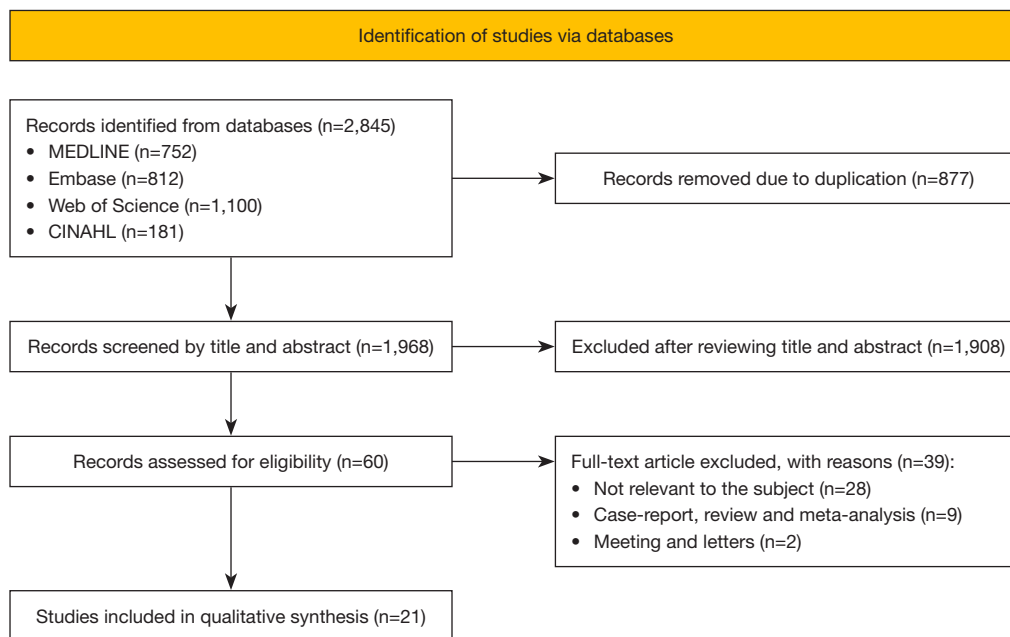 Identification of studies via databases
Records identified from databases (n=2,845)
• MEDLINE (n=752)
• Embase (n=812)
• Web of Science (n=1,100)
• CINAHL (n=181)
Records removed due to duplication (n=877)
Records screened by title and abstract (n=1,968)
Excluded after reviewing title and abstract (n=1,908)
Records assessed for eligibility (n=60)
Full-text article excluded, with reasons (n=39):
• Not relevant to the subject (n=28)
• Case-report, review and meta-analysis (n=9)
• Meeting and letters (n=2)
Studies included in qualitative synthesis (n=21)